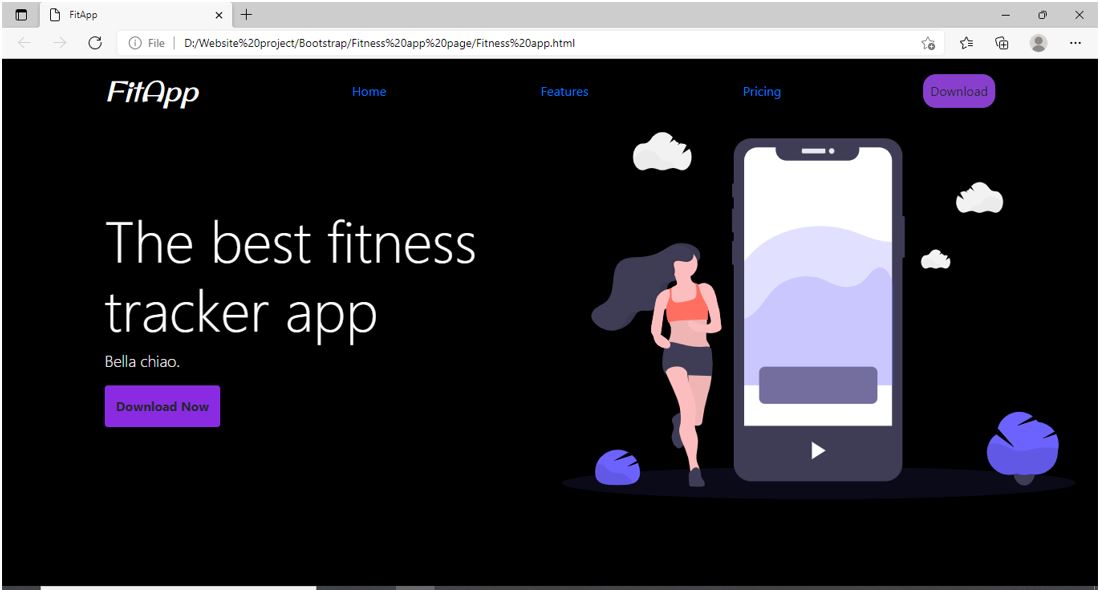 FitApp
File
D:/Website%20project/Bootstrap/Fitness%20app%20page/Fitness%20app.html
FitApp
Home
Features
Pricing
Download
The best fitness
tracker app
Bella chiao.
Download Now